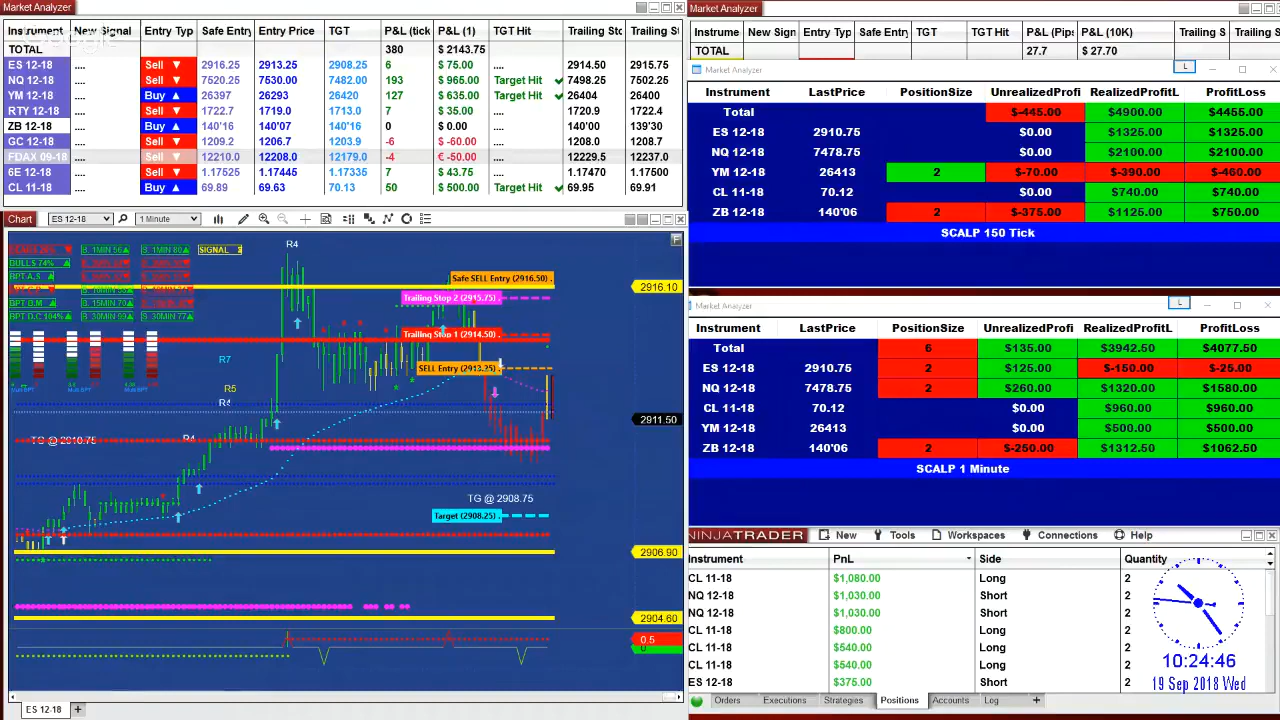 Market Analyzer
Instrument New Signal Entry Typ Safe Entry Entry Price TGT P&L (tick P&L (1) TGT Hit Trailing Sto Trailing St
TOTAL 380 $ 2143.75
ES 12-18 .... Sell ▼ 2916.25 2913.25 2908.25 6 $ 75.00 .... 2914.50 2915.75
NQ 12-18 .... Sell ▼ 7520.25 7530.00 7482.00 193 $ 965.00 Target Hit 7498.25 7502.25
YM 12-18 .... Buy ▲ 26397 26293 26420 127 $ 635.00 Target Hit 26404 26400
RTY 12-18 .... Sell ▼ 1722.7 1719.0 1713.0 7 $ 35.00 .... 1720.9 1722.4
ZB 12-18 .... Buy ▲ 140'16 140'07 140'16 0 $ 0.00 .... 140'00 139'30
GC 12-18 .... Sell ▼ 1209.2 1206.7 1203.9 -6 $ -60.00 .... 1208.0 1208.7
FDAX 09-18 .... Sell ▼ 12210.0 12208.0 12179.0 -4 € -50.00 .... 12229.5 12237.0
6E 12-18 .... Sell ▼ 1.17525 1.17445 1.17335 7 $ 43.75 .... 1.17470 1.17500
CL 11-18 .... Buy ▲ 69.89 69.63 70.13 50 $ 500.00 Target Hit 69.95 69.91
Chart ES 12-18 1 Minute
BULLS 74%
SIGNAL
BPT D.C 104%
R4
R7
R5
R4
R4
F
Safe SELL Entry (2916.50)
Trailing Stop 2 (2915.75)
Trailing Stop 1 (2914.50)
SELL Entry (2913.25)
TG @ 2910.75
TG @ 2908.75
Target (2908.25)
2916.10
2911.50
2906.90
2904.60
0.5
0
ES 12-18 +
Market Analyzer
Instrume New Sign Entry Typ Safe Entry TGT TGT Hit P&L (Pips P&L (10K) Trailing S Trailing St
TOTAL 27.7 $ 27.70
Market Analyzer L
Instrument LastPrice PositionSize UnrealizedProfi RealizedProfitL ProfitLoss
Total $-445.00 $4900.00 $4455.00
ES 12-18 2910.75 $0.00 $1325.00 $1325.00
NQ 12-18 7478.75 $0.00 $2100.00 $2100.00
YM 12-18 26413 2 $-70.00 $-390.00 $-460.00
CL 11-18 70.12 $0.00 $740.00 $740.00
ZB 12-18 140'06 2 $-375.00 $1125.00 $750.00
SCALP 150 Tick
Market Analyzer L
Instrument LastPrice PositionSize UnrealizedProfi RealizedProfitL ProfitLoss
Total 6 $135.00 $3942.50 $4077.50
ES 12-18 2910.75 2 $125.00 $-150.00 $-25.00
NQ 12-18 7478.75 2 $260.00 $1320.00 $1580.00
CL 11-18 70.12 $0.00 $960.00 $960.00
YM 12-18 26413 $0.00 $500.00 $500.00
ZB 12-18 140'06 2 $-250.00 $1312.50 $1062.50
SCALP 1 Minute
NINJATRADER New Tools Workspaces Connections Help
Instrument PnL Side Quantity
CL 11-18 $1,080.00 Long 2
NQ 12-18 $1,030.00 Short 2
NQ 12-18 $1,030.00 Short 2
CL 11-18 $800.00 Long 2
CL 11-18 $540.00 Long 2
CL 11-18 $540.00 Long 2
ES 12-18 $375.00 Short 2
10:24:46
19 Sep 2018 Wed
Orders Executions Strategies Positions Accounts Log +